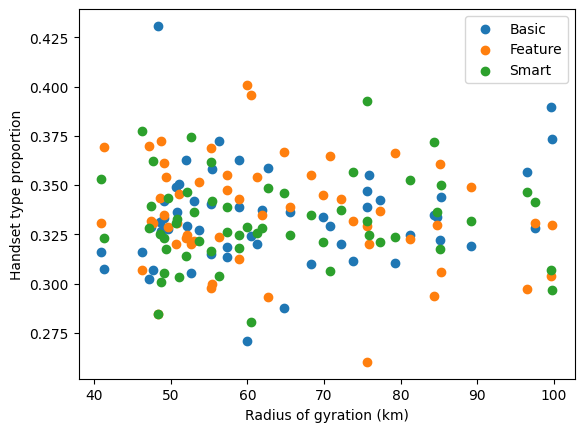 Basic
Feature
Smart
Handset type proportion
0.425
0.400
0.375
0.350
0.325
0.300
0.275
40 50 60 70 80 90 100
Radius of gyration (km)